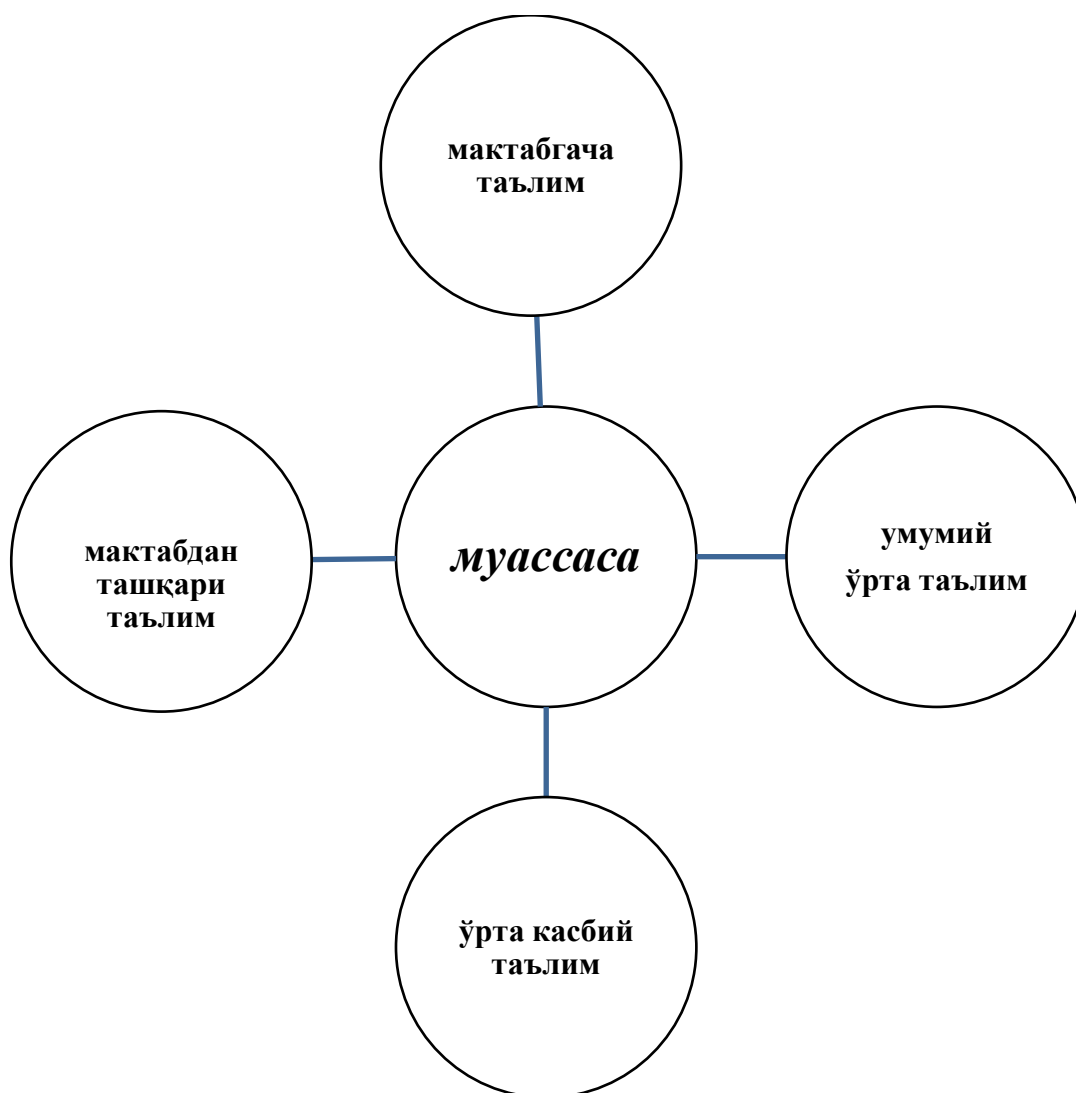 мактабгача
таълим
мактабдан
ташқари
таълим
муассаса
умумий
ўрта таълим
ўрта касбий
таълим